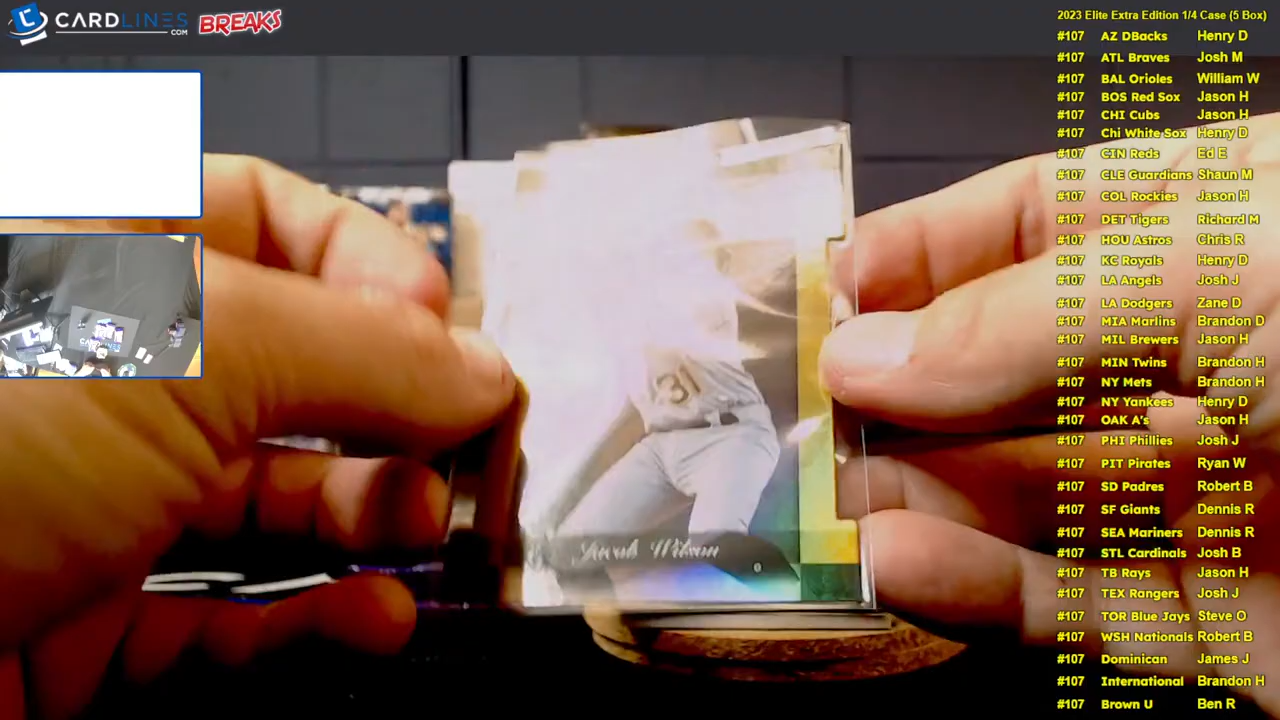 CARDLINES
.COM
BREAKS
2023 Elite Extra Edition 1/4 Case (5 Box)
#107 AZ DBacks Henry D
#107 ATL Braves Josh M
#107 BAL Orioles William W
#107 BOS Red Sox Jason H
#107 CHI Cubs Jason H
#107 Chi White Sox Henry D
#107 CIN Reds Ed E
#107 CLE Guardians Shaun M
#107 COL Rockies Jason H
#107 DET Tigers Richard M
#107 HOU Astros Chris R
#107 KC Royals Henry D
#107 LA Angels Josh J
#107 LA Dodgers Zane D
#107 MIA Marlins Brandon D
#107 MIL Brewers Jason H
#107 MIN Twins Brandon H
#107 NY Mets Brandon H
#107 NY Yankees Henry D
#107 OAK A's Jason H
#107 PHI Phillies Josh J
#107 PIT Pirates Ryan W
#107 SD Padres Robert B
#107 SF Giants Dennis R
#107 SEA Mariners Dennis R
#107 STL Cardinals Josh B
#107 TB Rays Jason H
#107 TEX Rangers Josh J
#107 TOR Blue Jays Steve O
#107 WSH Nationals Robert B
#107 Dominican James J
#107 International Brandon H
#107 Brown U Ben R
31
Jacob Wilson